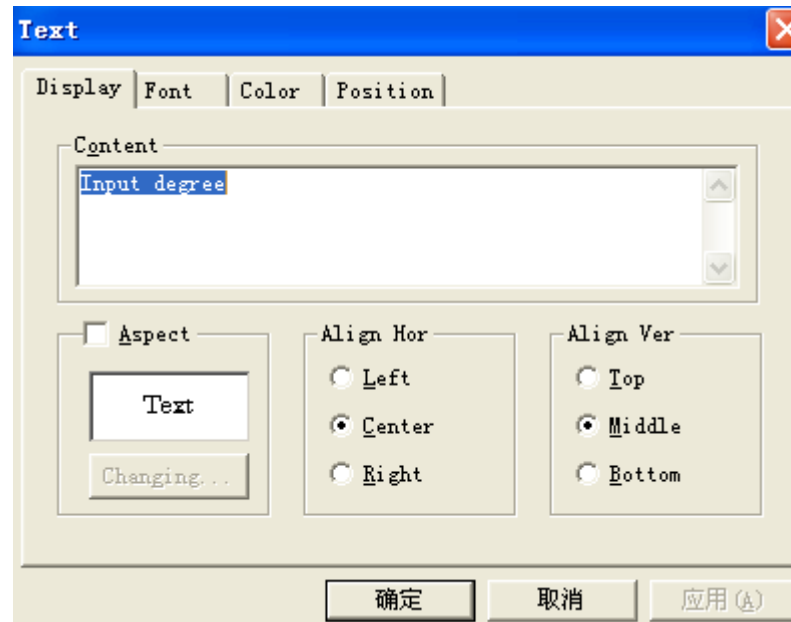 Text
Display Font Color Position
Content
Input degree
Aspect Align Hor Align Ver
Left Top
Text
Center Middle
Changing... Right Bottom
确定 取消 应用(A)